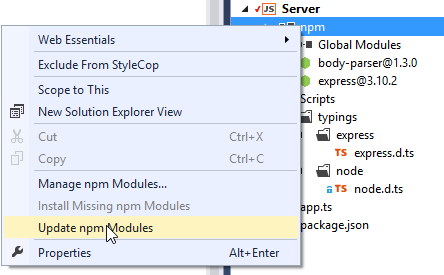 Web Essentials
Exclude From StyleCop
Scope to This
New Solution Explorer View
Cut Ctrl+X
Copy Ctrl+C
Manage npm Modules...
Install Missing npm Modules
Update npm Modules
Properties Alt+Enter
JS Server
npm
Global Modules
body-parser@1.3.0
express@3.10.2
Scripts
typings
express
TS express.d.ts
node
TS node.d.ts
app.ts
package.json